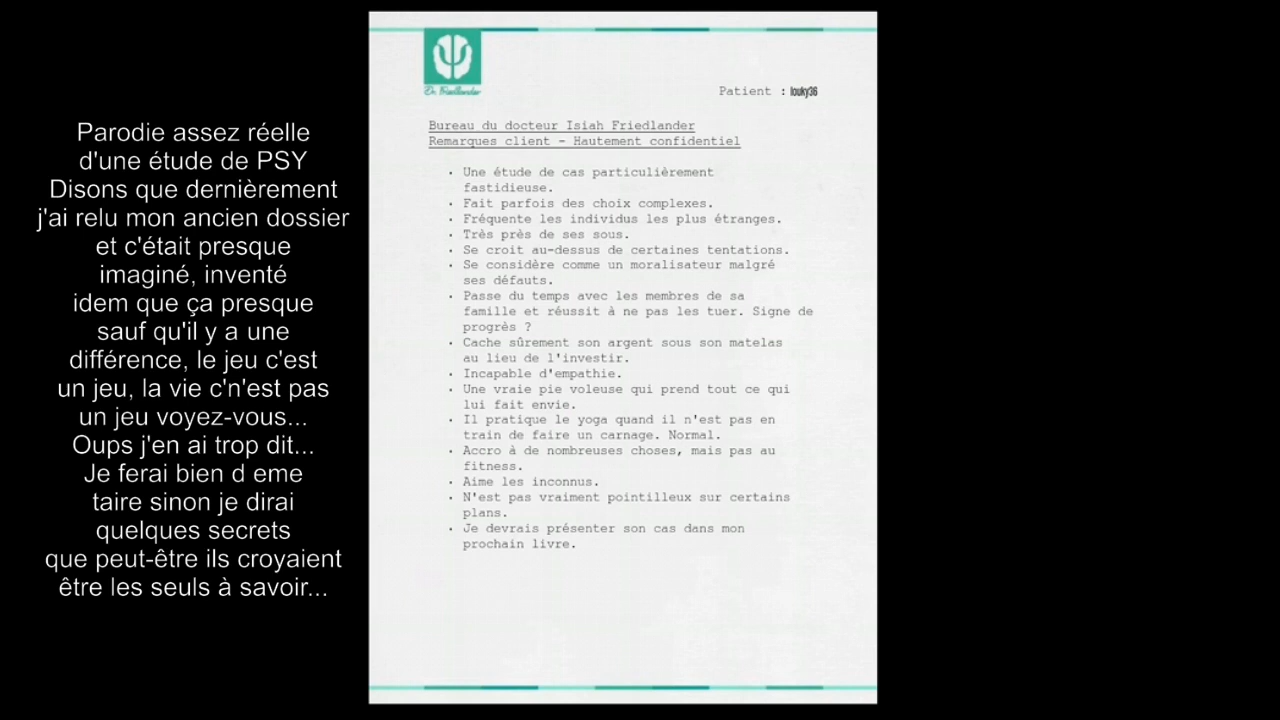 Parodie assez réelle
d'une étude de PSY
Disons que dernièrement
j'ai relu mon ancien dossier
et c'était presque
imaginé, inventé
idem que ça presque
sauf qu'il y a une
différence, le jeu c'est
un jeu, la vie c'n'est pas
un jeu voyez-vous...
Oups j'en ai trop dit...
Je ferai bien d eme
taire sinon je dirai
quelques secrets
que peut-être ils croyaient
être les seuls à savoir...
Dr. Friedlander
Patient : louky36
Bureau du docteur Isiah Friedlander
Remarques client - Hautement confidentiel
• Une étude de cas particulièrement
fastidieuse.
• Fait parfois des choix complexes.
• Fréquente les individus les plus étranges.
• Très près de ses sous.
• Se croit au-dessus de certaines tentations.
• Se considère comme un moralisateur malgré
ses défauts.
• Passe du temps avec les membres de sa
famille et réussit à ne pas les tuer. Signe de
progrès ?
• Cache sûrement son argent sous son matelas
au lieu de l'investir.
• Incapable d'empathie.
• Une vraie pie voleuse qui prend tout ce qui
lui fait envie.
• Il pratique le yoga quand il n'est pas en
train de faire un carnage. Normal.
• Accro à de nombreuses choses, mais pas au
fitness.
• Aime les inconnus.
• N'est pas vraiment pointilleux sur certains
plans.
• Je devrais présenter son cas dans mon
prochain livre.